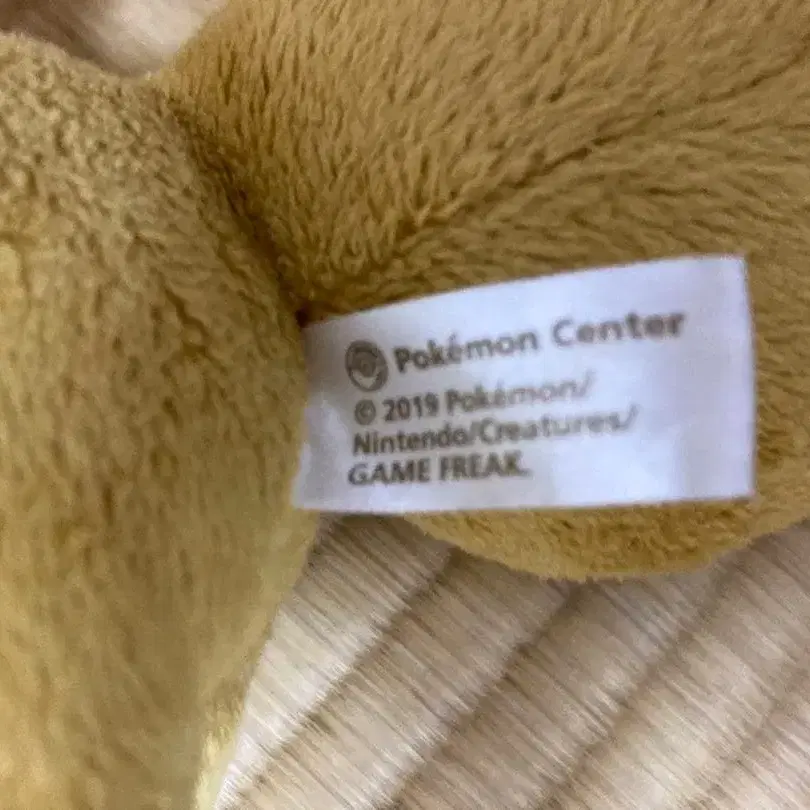 Pokémon Center
© 2019 Pokémon/
Nintendo/Creatures/
GAME FREAK.